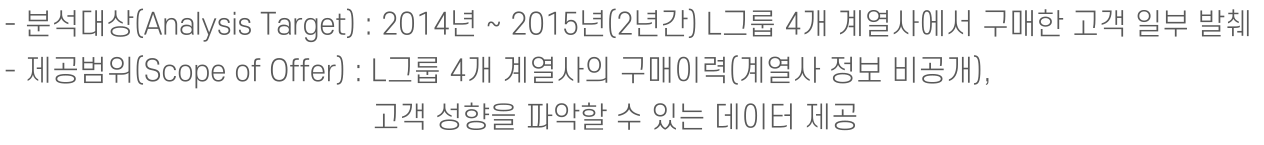 - 분석대상(Analysis Target) : 2014년 ~ 2015년(2년간) L그룹 4개 계열사에서 구매한 고객 일부 발췌
- 제공범위(Scope of Offer) : L그룹 4개 계열사의 구매이력(계열사 정보 비공개),
고객 성향을 파악할 수 있는 데이터 제공